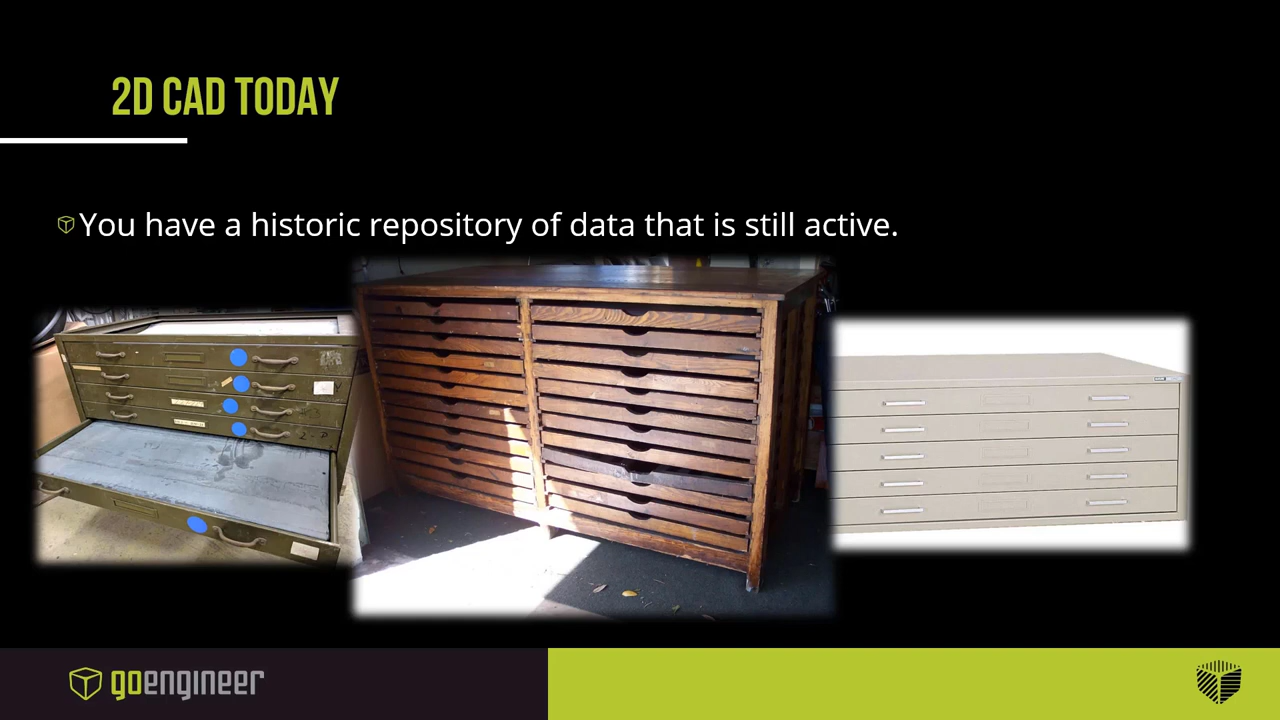 2D CAD TODAY
You have a historic repository of data that is still active.
goengineer